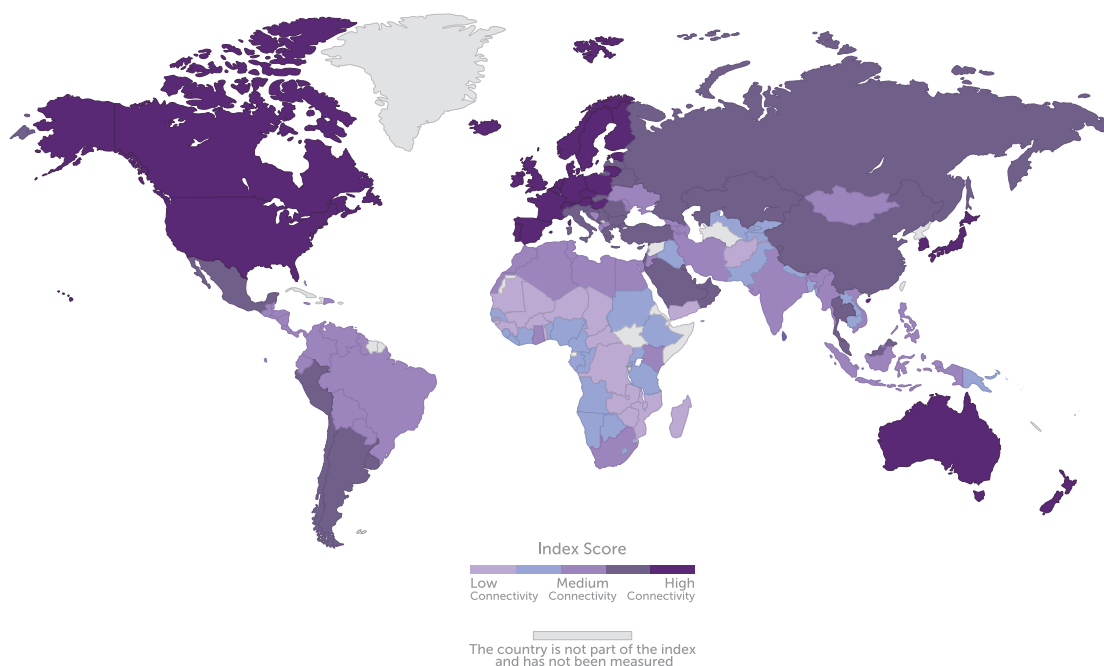 Index Score
Low Medium High
Connectivity Connectivity Connectivity
The country is not part of the index
and has not been measured